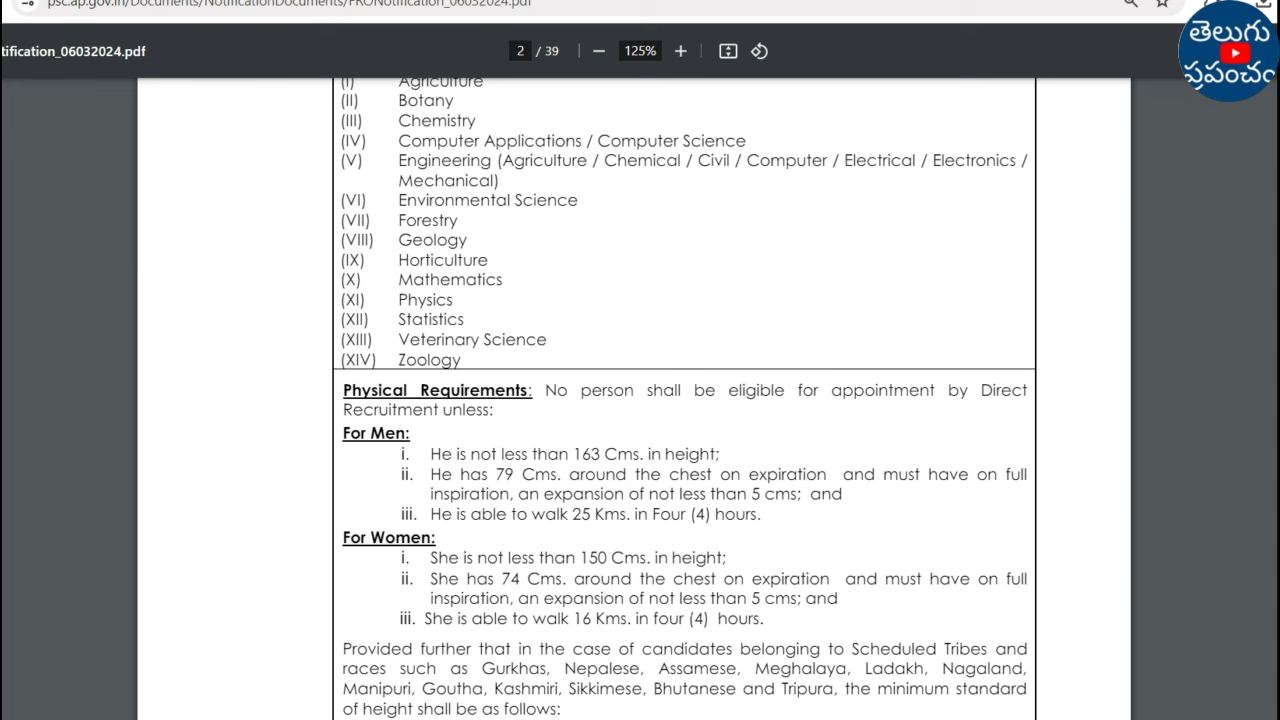 psc.ap.gov.in/Documents/NotificationDocuments/FRONotification_06032024.pdf
tification_06032024.pdf
2 / 39
125%
తెలుగు
ప్రపంచం
(I) Agriculture
(II) Botany
(III) Chemistry
(IV) Computer Applications / Computer Science
(V) Engineering (Agriculture / Chemical / Civil / Computer / Electrical / Electronics /
Mechanical)
(VI) Environmental Science
(VII) Forestry
(VIII) Geology
(IX) Horticulture
(X) Mathematics
(XI) Physics
(XII) Statistics
(XIII) Veterinary Science
(XIV) Zoology
Physical Requirements: No person shall be eligible for appointment by Direct
Recruitment unless:
For Men:
i. He is not less than 163 Cms. in height;
ii. He has 79 Cms. around the chest on expiration and must have on full
inspiration, an expansion of not less than 5 cms; and
iii. He is able to walk 25 Kms. in Four (4) hours.
For Women:
i. She is not less than 150 Cms. in height;
ii. She has 74 Cms. around the chest on expiration and must have on full
inspiration, an expansion of not less than 5 cms; and
iii. She is able to walk 16 Kms. in four (4) hours.
Provided further that in the case of candidates belonging to Scheduled Tribes and
races such as Gurkhas, Nepalese, Assamese, Meghalaya, Ladakh, Nagaland,
Manipuri, Goutha, Kashmiri, Sikkimese, Bhutanese and Tripura, the minimum standard
of height shall be as follows: